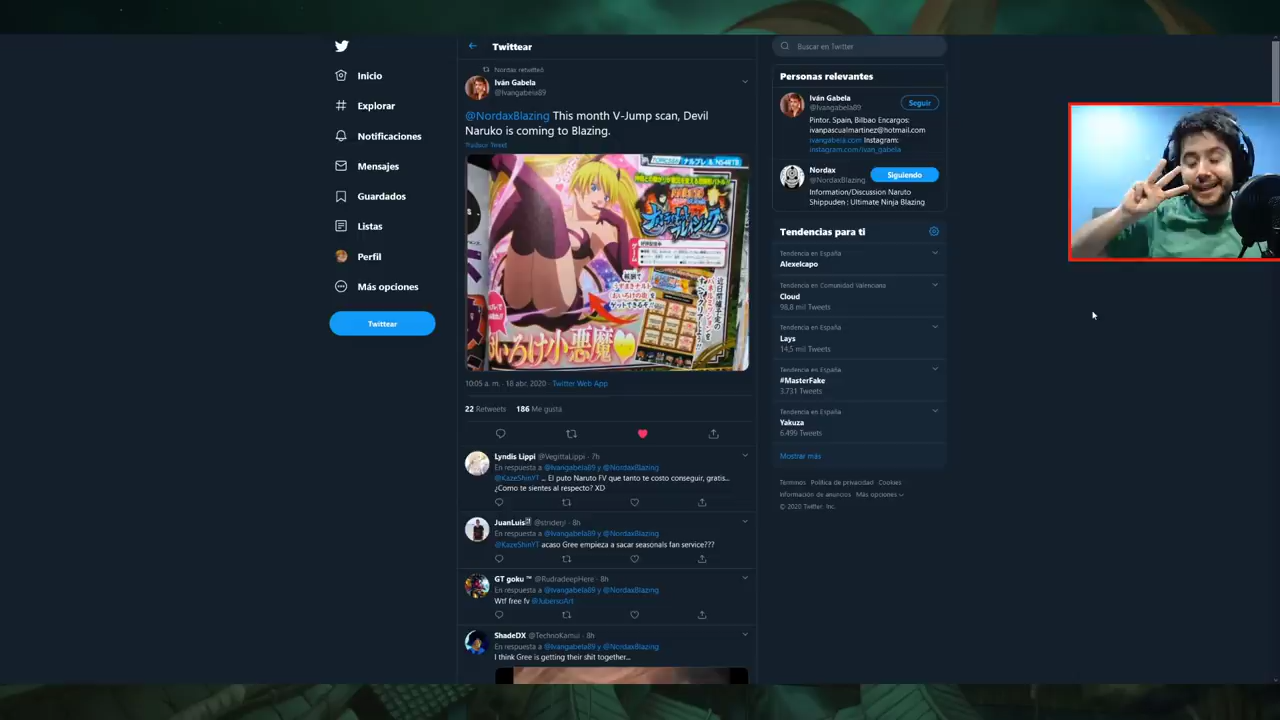 Inicio
Explorar
Notificaciones
Mensajes
Guardados
Listas
Perfil
Más opciones
Twittear
Twittear
Nordax retwitteó
Iván Gabela
@Ivangabela89
@NordaxBlazing This month V-Jump scan, Devil
Naruko is coming to Blazing.
Traducir Tweet
10:05 a. m. · 18 abr. 2020 · Twitter Web App
22 Retweets 186 Me gusta
Lyndis Lippi @VegittaLippi · 7h
En respuesta a @Ivangabela89 y @NordaxBlazing
@KazeShinYT ... El puto Naruto FV que tanto te costo conseguir, gratis...
¿Como te sientes al respecto? XD
JuanLuis @striderjl · 8h
En respuesta a @Ivangabela89 y @NordaxBlazing
@KazeShinYT acaso Gree empieza a sacar seasonals fan service???
GT goku ™ @RudradeepHere · 8h
En respuesta a @Ivangabela89 y @NordaxBlazing
Wtf free fv @JubenioArt
ShadeDX @TechnoKamui · 8h
En respuesta a @Ivangabela89 y @NordaxBlazing
I think Gree is getting their shit together...
Buscar en Twitter
Personas relevantes
Iván Gabela
@Ivangabela89
Seguir
Pintor. Spain, Bilbao Encargos:
ivanpascualmartinez@hotmail.com
ivangabela.com Instagram:
instagram.com/ivan_gabela
Nordax
@NordaxBlazing
Siguiendo
Information/Discussion Naruto
Shippuden : Ultimate Ninja Blazing
Tendencias para ti
Tendencia en España
Alexelcapo
Tendencia en Comunidad Valenciana
Cloud
98,8 mil Tweets
Tendencia en España
Lays
14,5 mil Tweets
Tendencia en España
#MasterFake
3.731 Tweets
Tendencia en España
Yakuza
6.495 Tweets
Mostrar más
Términos Política de privacidad Cookies
Información de anuncios Más opciones
© 2020 Twitter, Inc.
いろけ小悪魔